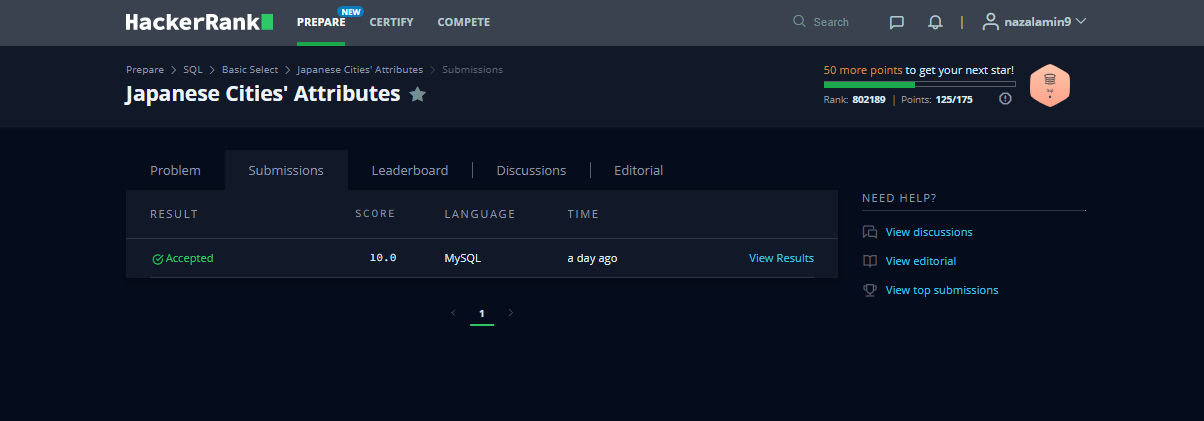 HackerRank PREPARE NEW CERTIFY COMPETE Search | nazalamin9
Prepare > SQL > Basic Select > Japanese Cities' Attributes > Submissions
Japanese Cities' Attributes
50 more points to get your next star!
Rank: 802189 | Points: 125/175
Problem Submissions Leaderboard Discussions Editorial
RESULT SCORE LANGUAGE TIME
Accepted 10.0 MySQL a day ago View Results
1
NEED HELP?
View discussions
View editorial
View top submissions